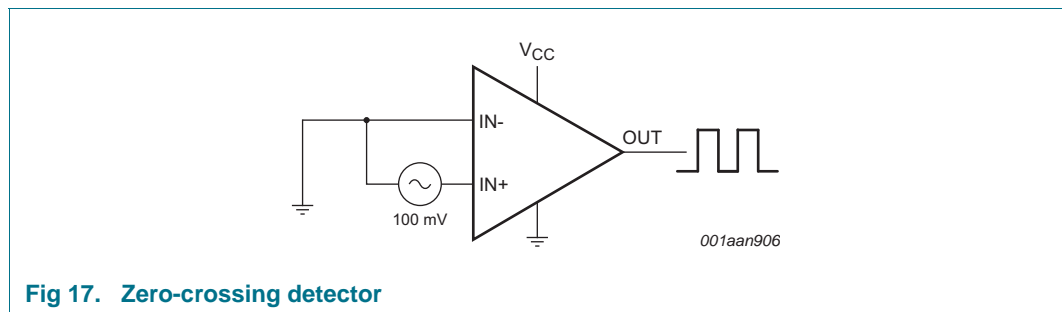 VCC
IN-
OUT
IN+
100 mV
001aan906
Fig 17. Zero-crossing detector